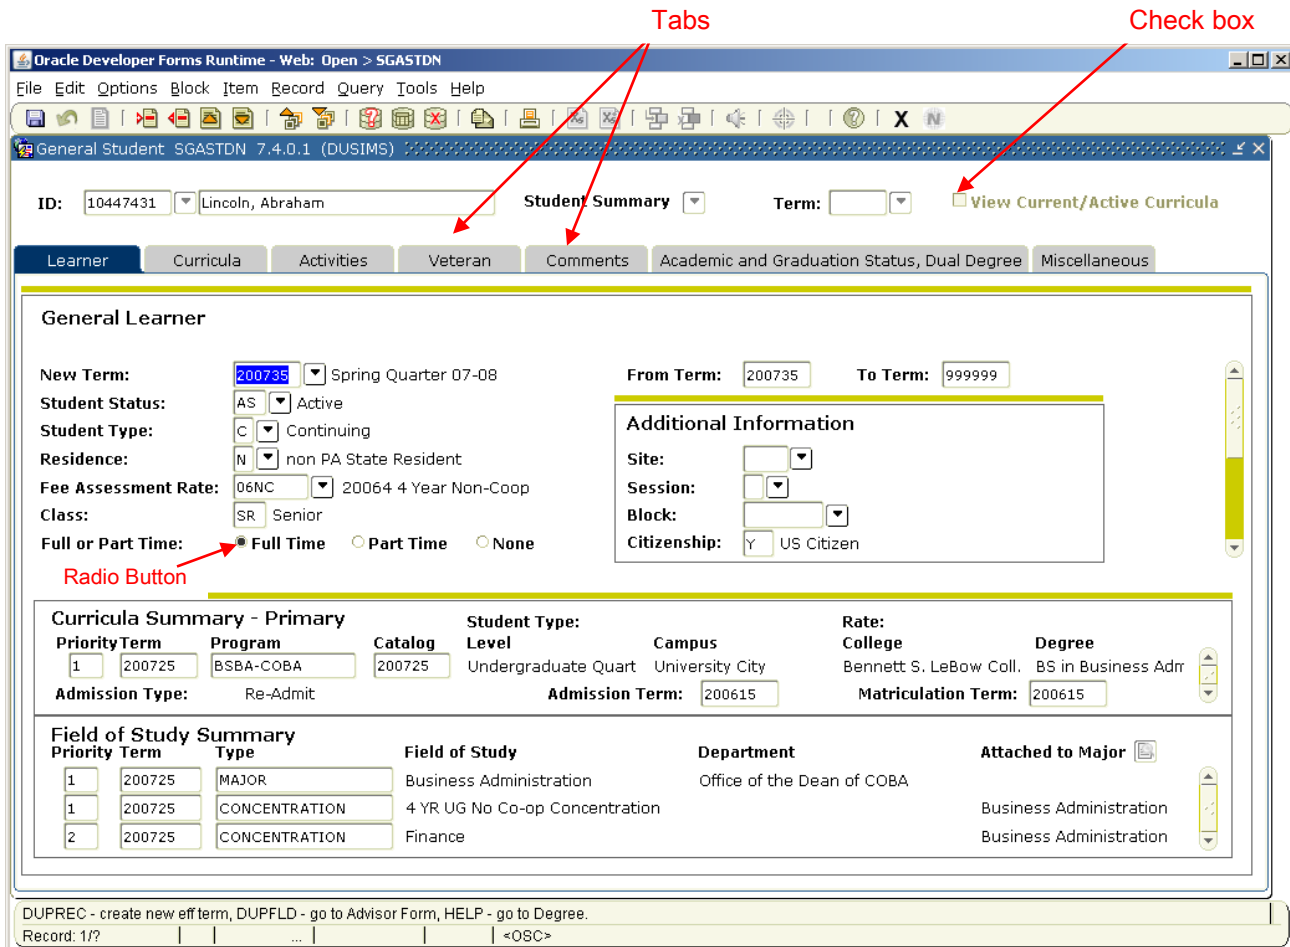 Tabs Check box
Oracle Developer Forms Runtime - Web: Open > SGASTDN
File Edit Options Block Item Record Query Tools Help
General Student SGASTDN 7.4.0.1 (DUSIMS)
ID: 10447431 Lincoln, Abraham Student Summary Term: View Current/Active Curricula
Learner Curricula Activities Veteran Comments Academic and Graduation Status, Dual Degree Miscellaneous
General Learner
New Term: 200735 Spring Quarter 07-08 From Term: 200735 To Term: 999999
Student Status: AS Active
Student Type: C Continuing Additional Information
Residence: N non PA State Resident Site:
Fee Assessment Rate: 06NC 20064 4 Year Non-Coop Session:
Class: SR Senior Block:
Full or Part Time: Full Time Part Time None Citizenship: Y US Citizen
Radio Button
Curricula Summary - Primary Student Type: Rate:
Priority Term Program Catalog Level Campus College Degree
1 200725 BSBA-COBA 200725 Undergraduate Quart University City Bennett S. LeBow Coll. BS in Business Adm
Admission Type: Re-Admit Admission Term: 200615 Matriculation Term: 200615
Field of Study Summary
Priority Term Type Field of Study Department Attached to Major
1 200725 MAJOR Business Administration Office of the Dean of COBA
1 200725 CONCENTRATION 4 YR UG No Co-op Concentration Business Administration
2 200725 CONCENTRATION Finance Business Administration
DUPREC - create new eff term, DUPFLD - go to Advisor Form, HELP - go to Degree.
Record: 1/? ... <OSC>